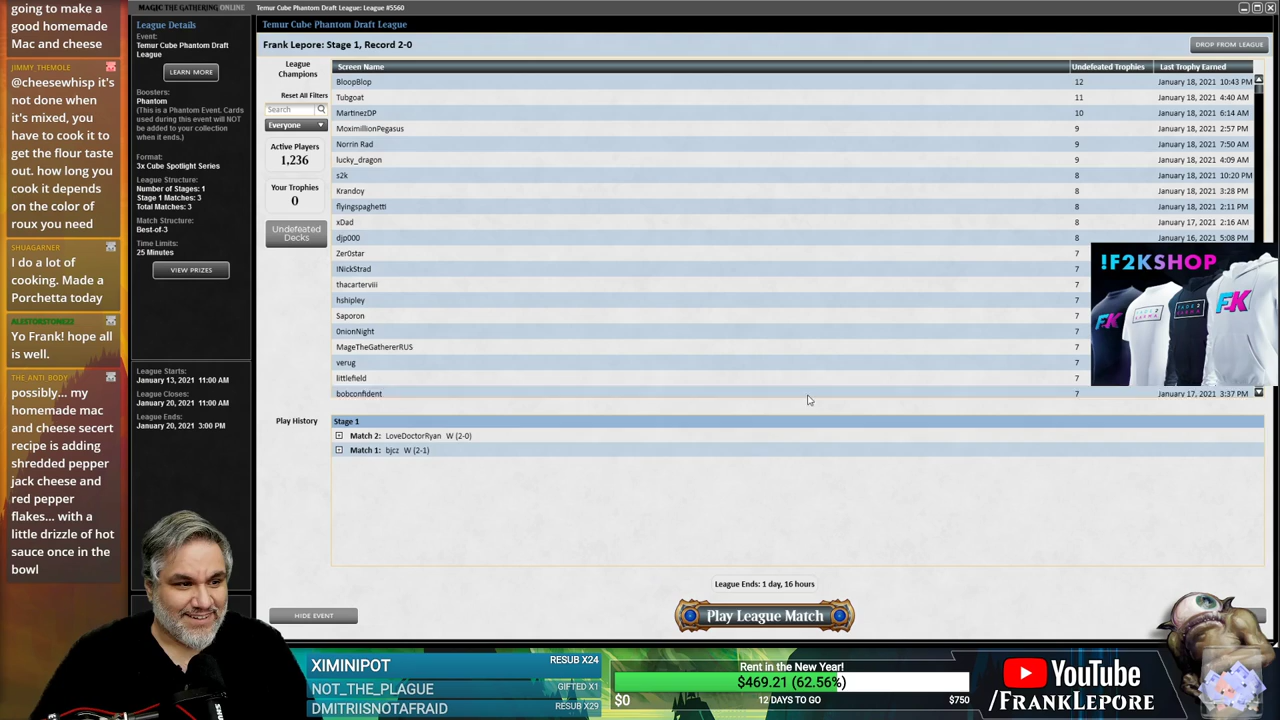 going to make a
good homemade
Mac and cheese
JIMMY_THEMOLE
@cheesewhisp it's
not done when
it's mixed, you
have to cook it to
get the flour taste
out. how long you
cook it depends
on the color of
roux you need
SHUAGARNER
I do a lot of
cooking. Made a
Porchetta today
Yo Frank! hope all
is well.
THE ANTI BODY
possibly... my
homemade mac
and cheese secert
recipe is adding
shredded pepper
jack cheese and
red pepper
flakes... with a
little drizzle of hot
sauce once in the
bowl
MAGIC THE GATHERING ONLINE
Temur Cube Phantom Draft League: League #5560
League Details
Event:
Temur Cube Phantom Draft
League
LEARN MORE
Boosters:
Phantom
(This is a Phantom Event. Cards
used during this event will NOT
be added to your collection
when it ends.)
Format:
3x Cube Spotlight Series
League Structure:
Number of Stages: 1
Stage 1 Matches: 3
Total Matches: 3
Match Structure:
Best-of-3
Time Limits:
25 Minutes
VIEW PRIZES
League Starts:
January 13, 2021 11:00 AM
League Closes:
January 20, 2021 11:00 AM
League Ends:
January 20, 2021 3:00 PM
Temur Cube Phantom Draft League
Frank Lepore: Stage 1, Record 2-0
DROP FROM LEAGUE
League
Champions
Reset All Filters
Search
Everyone
Active Players
1,236
Your Trophies
0
Undefeated
Decks
Screen Name Undefeated Trophies Last Trophy Earned
BloopBlop 12 January 18, 2021 10:43 PM
Tubgoat 11 January 18, 2021 4:40 AM
MartinezDP 10 January 18, 2021 6:14 AM
MoximillionPegasus 9 January 18, 2021 2:57 PM
Norrin Rad 9 January 18, 2021 7:50 AM
lucky_dragon 9 January 18, 2021 4:09 AM
s2k 8 January 18, 2021 10:20 PM
Krandoy 8 January 18, 2021 3:28 PM
flyingspaghetti 8 January 18, 2021 2:11 PM
xDad 8 January 17, 2021 2:16 AM
djp000 8 January 16, 2021 5:08 PM
Zer0star 7
INickStrad 7
thacarterviii 7
hshipley 7
Saporon 7
0nionNight 7
MageTheGathererRUS 7
verug 7
littlefield 7
bobconfident 7 January 17, 2021 3:37 PM
!F2KSHOP
FK
FK
Play History
Stage 1
Match 2: LoveDoctorRyan W (2-0)
Match 1: bjcz W (2-1)
League Ends: 1 day, 16 hours
HIDE EVENT
Play League Match
XIMINIPOT RESUB X24
NOT_THE_PLAGUE GIFTED X1
DMITRIISNOTAFRAID RESUB X29
Rent in the New Year!
$469.21 (62.56%)
$0 12 DAYS TO GO $750
YouTube
/FRANKLEPORE